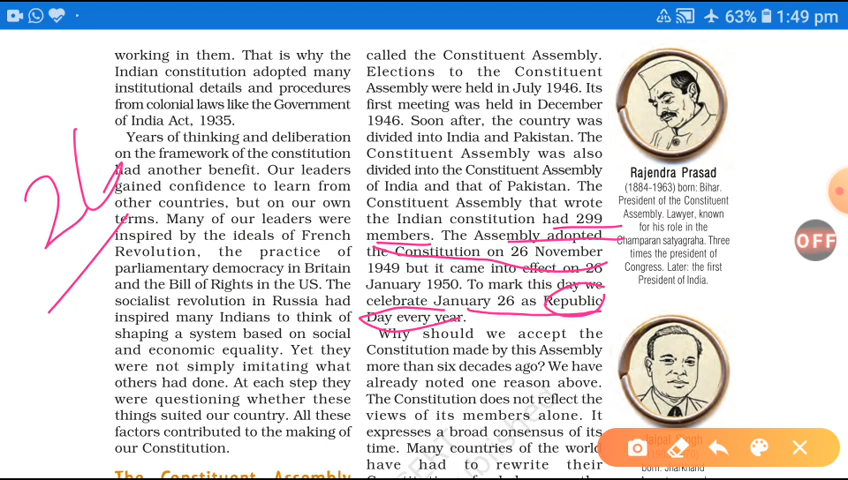 63% 1:49 pm
working in them. That is why the
Indian constitution adopted many
institutional details and procedures
from colonial laws like the Government
of India Act, 1935.
Years of thinking and deliberation
on the framework of the constitution
had another benefit. Our leaders
gained confidence to learn from
other countries, but on our own
terms. Many of our leaders were
inspired by the ideals of French
Revolution, the practice of
parliamentary democracy in Britain
and the Bill of Rights in the US. The
socialist revolution in Russia had
inspired many Indians to think of
shaping a system based on social
and economic equality. Yet they
were not simply imitating what
others had done. At each step they
were questioning whether these
things suited our country. All these
factors contributed to the making of
our Constitution.
The Constituent Assembly
26
called the Constituent Assembly.
Elections to the Constituent
Assembly were held in July 1946. Its
first meeting was held in December
1946. Soon after, the country was
divided into India and Pakistan. The
Constituent Assembly was also
divided into the Constituent Assembly
of India and that of Pakistan. The
Constituent Assembly that wrote
the Indian constitution had 299
members. The Assembly adopted
the Constitution on 26 November
1949 but it came into effect on 26
January 1950. To mark this day we
celebrate January 26 as Republic
Day every year.
Why should we accept the
Constitution made by this Assembly
more than six decades ago? We have
already noted one reason above.
The Constitution does not reflect the
views of its members alone. It
expresses a broad consensus of its
time. Many countries of the world
have had to rewrite their
Rajendra Prasad
(1884-1963) born: Bihar.
President of the Constituent
Assembly. Lawyer, known
for his role in the
Champaran satyagraha. Three
times the president of
Congress. Later: the first
President of India.
OFF
Jaipal Singh
born: Jharkhand